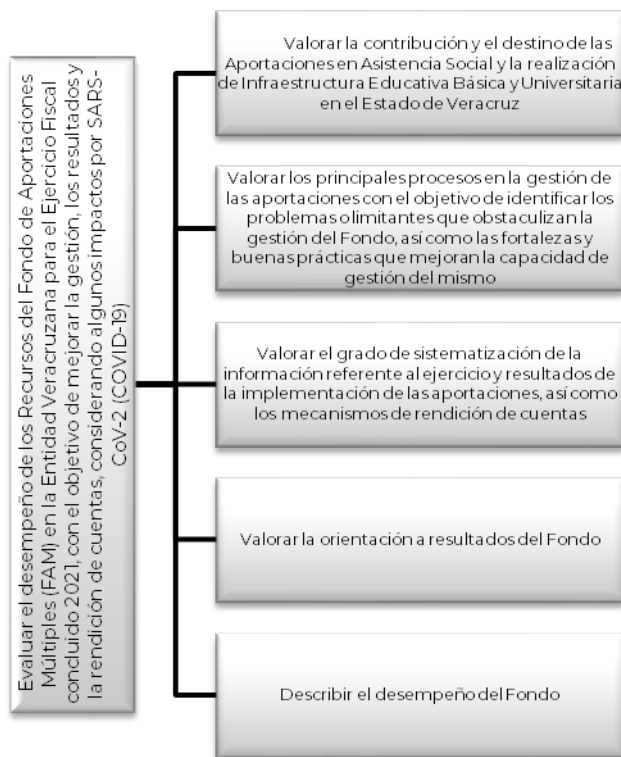 Evaluar el desempeño de los Recursos del Fondo de Aportaciones
Múltiples (FAM) en la Entidad Veracruzana para el Ejercicio Fiscal
concluido 2021, con el objetivo de mejorar la gestión, los resultados y
la rendición de cuentas, considerando algunos impactos por SARS-
CoV-2 (COVID-19)
Valorar la contribución y el destino de las
Aportaciones en Asistencia Social y la realización
de Infraestructura Educativa Básica y Universitaria
en el Estado de Veracruz
Valorar los principales procesos en la gestión de
las aportaciones con el objetivo de identificar los
problemas o limitantes que obstaculizan la
gestión del Fondo, así como las fortalezas y
buenas prácticas que mejoran la capacidad de
gestión del mismo
Valorar el grado de sistematización de la
información referente al ejercicio y resultados de
la implementación de las aportaciones, así como
los mecanismos de rendición de cuentas
Valorar la orientación a resultados del Fondo
Describir el desempeño del Fondo